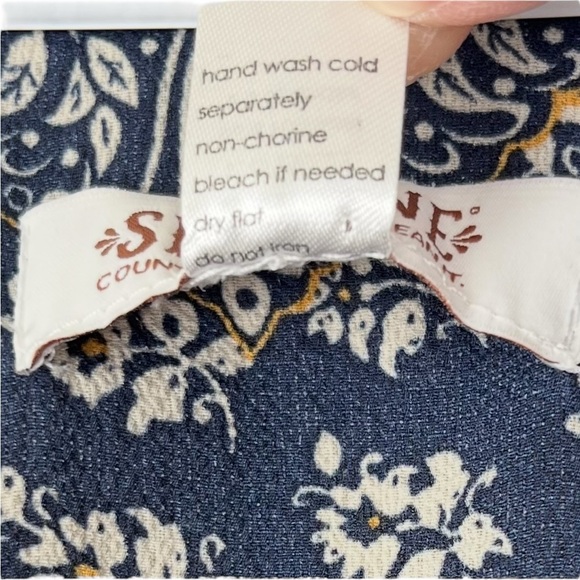 hand wash cold
separately
non-chorine
bleach if needed
dry flat
do not iron